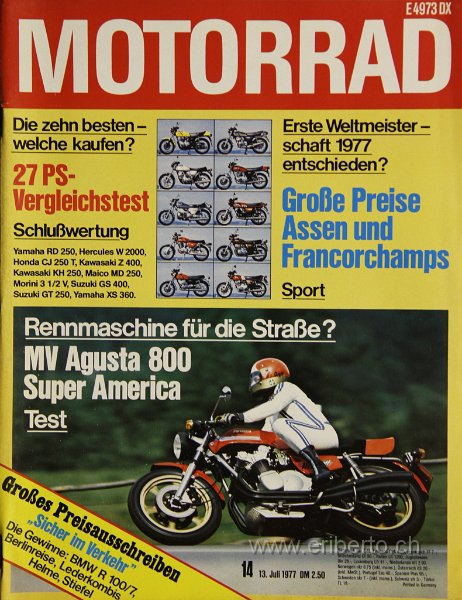 E 4973 DX
MOTORRAD
Die zehn besten –
welche kaufen?
27 PS-
Vergleichstest
Schlußwertung
Yamaha RD 250, Hercules W 2000,
Honda CJ 250 T, Kawasaki Z 400,
Kawasaki KH 250, Maico MD 250,
Morini 3 1/2 V, Suzuki GS 400,
Suzuki GT 250, Yamaha XS 360.
Erste Weltmeister –
schaft 1977
entschieden?
Große Preise
Assen und
Francorchamps
Sport
Rennmaschine für die Straße?
MV Agusta 800
Super America
Test
Großes Preisausschreiben
„Sicher im Verkehr”
Die Gewinne: BMW R 100/7,
Berlinreise, Lederkombis,
Helme, Stiefel
www.eriberto.ch
14 13. Juli 1977 DM 2.50
Printed in Germany